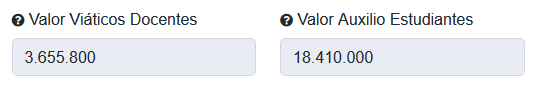 Valor Viáticos Docentes
3.655.800
Valor Auxilio Estudiantes
18.410.000